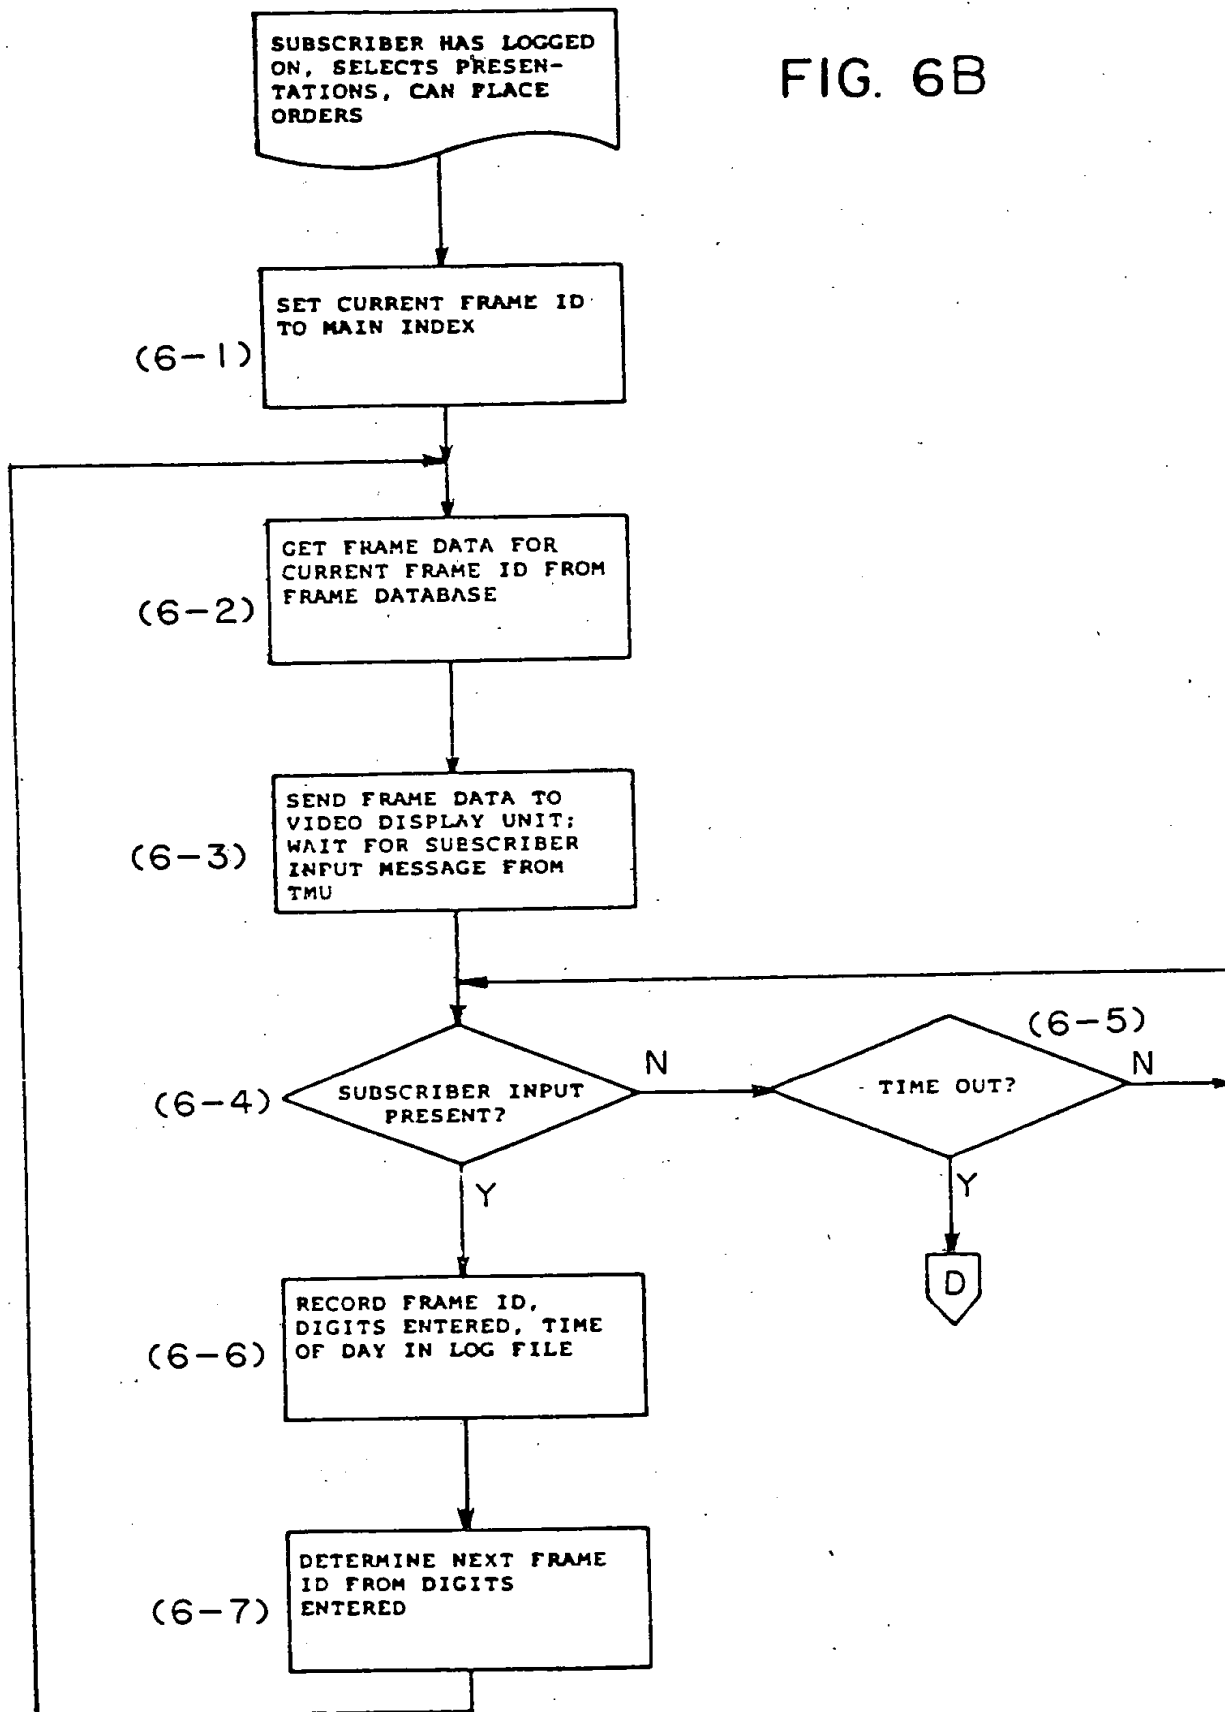 FIG. 6B
SUBSCRIBER HAS LOGGED
ON, SELECTS PRESEN-
TATIONS, CAN PLACE
ORDERS
(6-1)
SET CURRENT FRAME ID
TO MAIN INDEX
(6-2)
GET FRAME DATA FOR
CURRENT FRAME ID FROM
FRAME DATABASE
(6-3)
SEND FRAME DATA TO
VIDEO DISPLAY UNIT;
WAIT FOR SUBSCRIBER
INPUT MESSAGE FROM
TMU
(6-4)
SUBSCRIBER INPUT
PRESENT?
N
(6-5)
TIME OUT?
N
Y
Y
D
(6-6)
RECORD FRAME ID,
DIGITS ENTERED, TIME
OF DAY IN LOG FILE
(6-7)
DETERMINE NEXT FRAME
ID FROM DIGITS
ENTERED